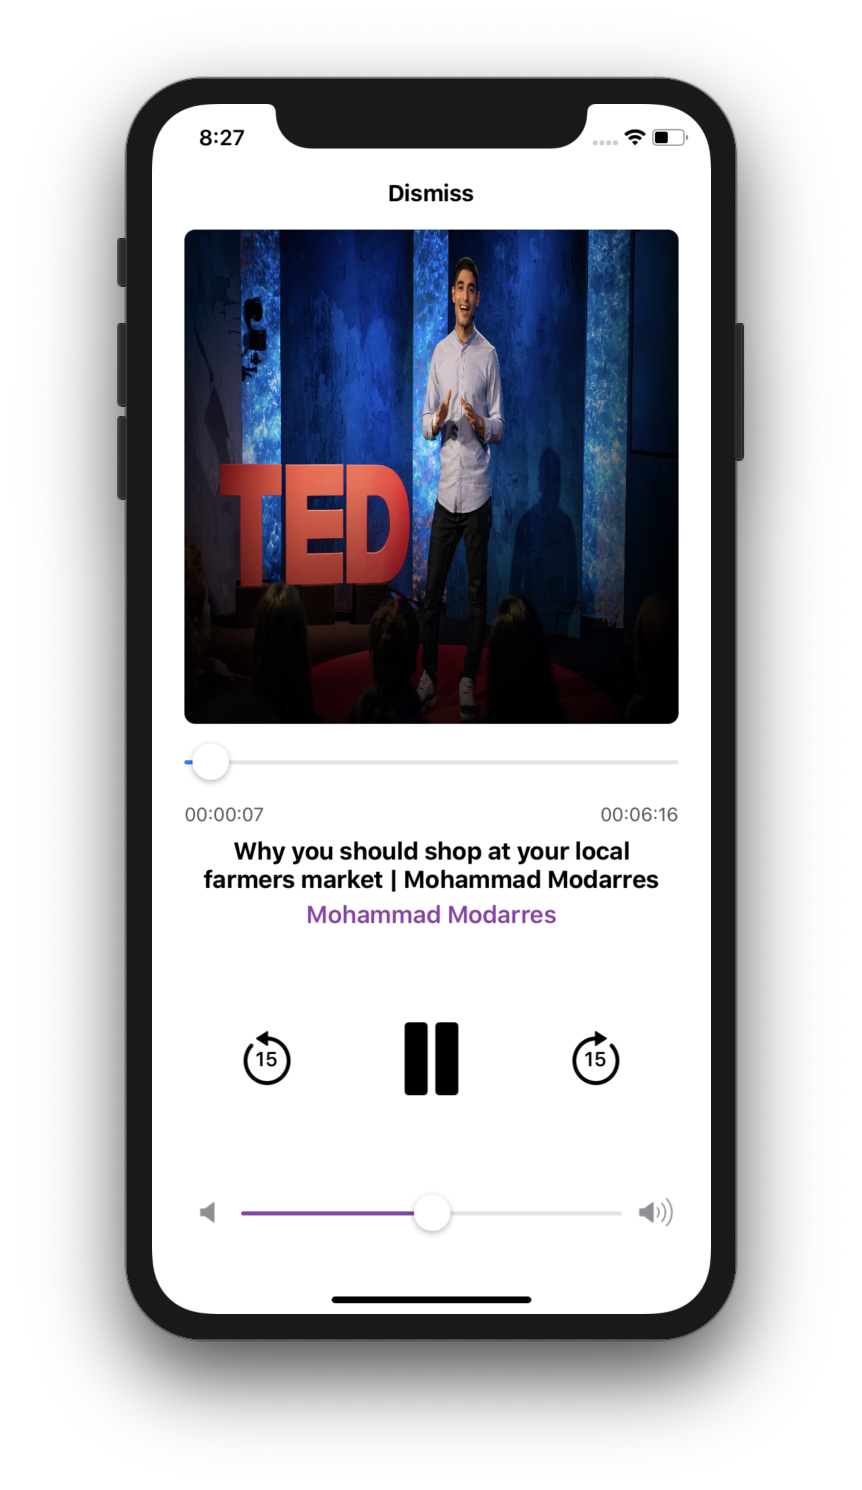 8:27
Dismiss
TED
00:00:07 00:06:16
Why you should shop at your local
farmers market | Mohammad Modarres
Mohammad Modarres
15 15